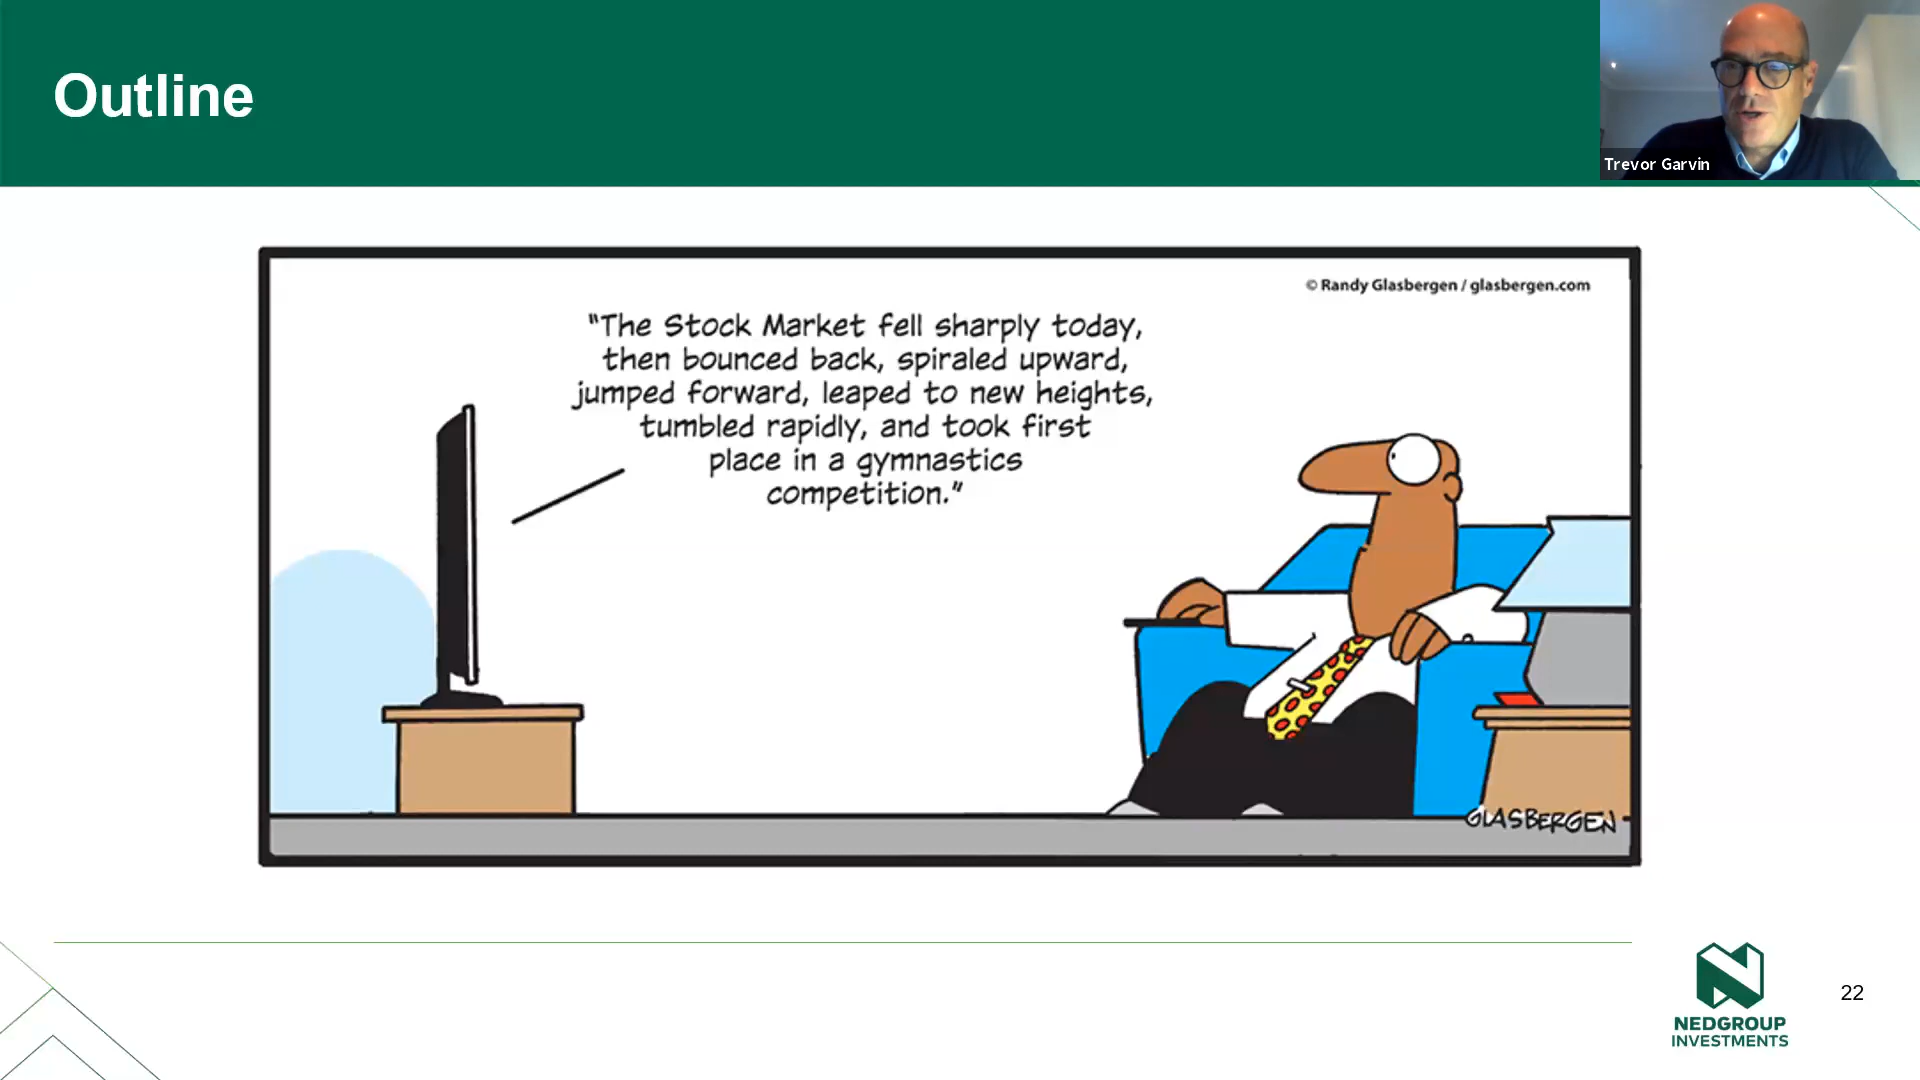 Outline
Trevor Garvin
© Randy Glasbergen / glasbergen.com
"The Stock Market fell sharply today,
then bounced back, spiraled upward,
jumped forward, leaped to new heights,
tumbled rapidly, and took first
place in a gymnastics
competition."
GLASBERGEN
NEDGROUP
INVESTMENTS
22